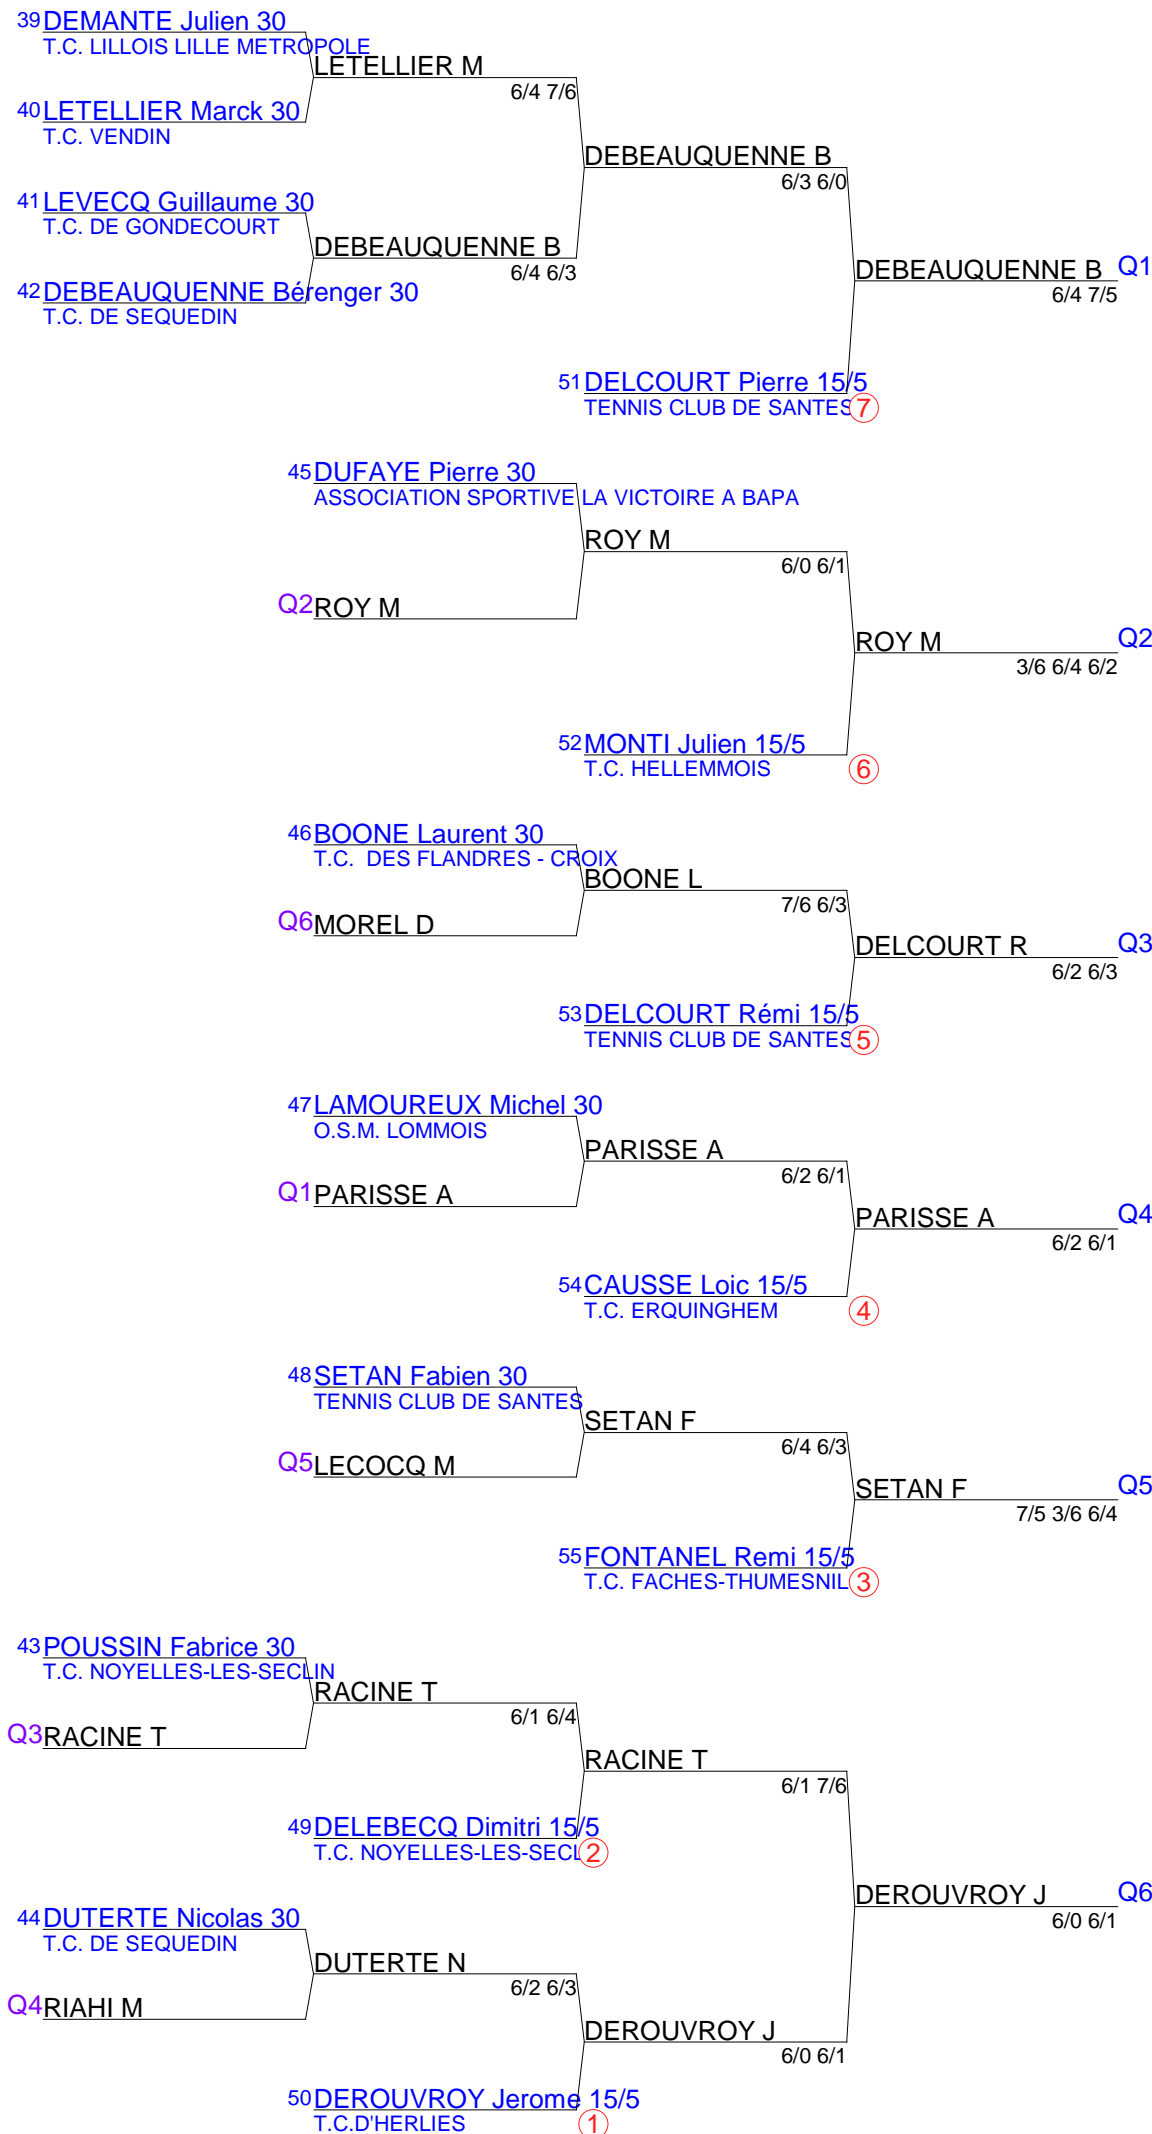 39 DEMANTE Julien 30
T.C. LILLOIS LILLE METROPOLE
LETELLIER M
6/4 7/6
40 LETELLIER Marck 30
T.C. VENDIN
DEBEAUQUENNE B
6/3 6/0
41 LEVECQ Guillaume 30
T.C. DE GONDECOURT
DEBEAUQUENNE B
6/4 6/3
DEBEAUQUENNE B Q1
6/4 7/5
42 DEBEAUQUENNE Bérenger 30
T.C. DE SEQUEDIN
51 DELCOURT Pierre 15/5
TENNIS CLUB DE SANTES 7
45 DUFAYE Pierre 30
ASSOCIATION SPORTIVE LA VICTOIRE A BAPA
ROY M
6/0 6/1
Q2 ROY M
ROY M Q2
3/6 6/4 6/2
52 MONTI Julien 15/5
T.C. HELLEMMOIS 6
46 BOONE Laurent 30
T.C. DES FLANDRES - CROIX
BOONE L
7/6 6/3
Q6 MOREL D
DELCOURT R Q3
6/2 6/3
53 DELCOURT Rémi 15/5
TENNIS CLUB DE SANTES 5
47 LAMOUREUX Michel 30
O.S.M. LOMMOIS
PARISSE A
6/2 6/1
Q1 PARISSE A
PARISSE A Q4
6/2 6/1
54 CAUSSE Loic 15/5
T.C. ERQUINGHEM 4
48 SETAN Fabien 30
TENNIS CLUB DE SANTES
SETAN F
6/4 6/3
Q5 LECOCQ M
SETAN F Q5
7/5 3/6 6/4
55 FONTANEL Remi 15/5
T.C. FACHES-THUMESNIL 3
43 POUSSIN Fabrice 30
T.C. NOYELLES-LES-SECLIN
RACINE T
6/1 6/4
Q3 RACINE T
RACINE T
6/1 7/6
49 DELEBECQ Dimitri 15/5
T.C. NOYELLES-LES-SECL 2
DEROUVROY J Q6
6/0 6/1
44 DUTERTE Nicolas 30
T.C. DE SEQUEDIN
DUTERTE N
6/2 6/3
Q4 RIAHI M
DEROUVROY J
6/0 6/1
50 DEROUVROY Jerome 15/5
T.C.D'HERLIES 1